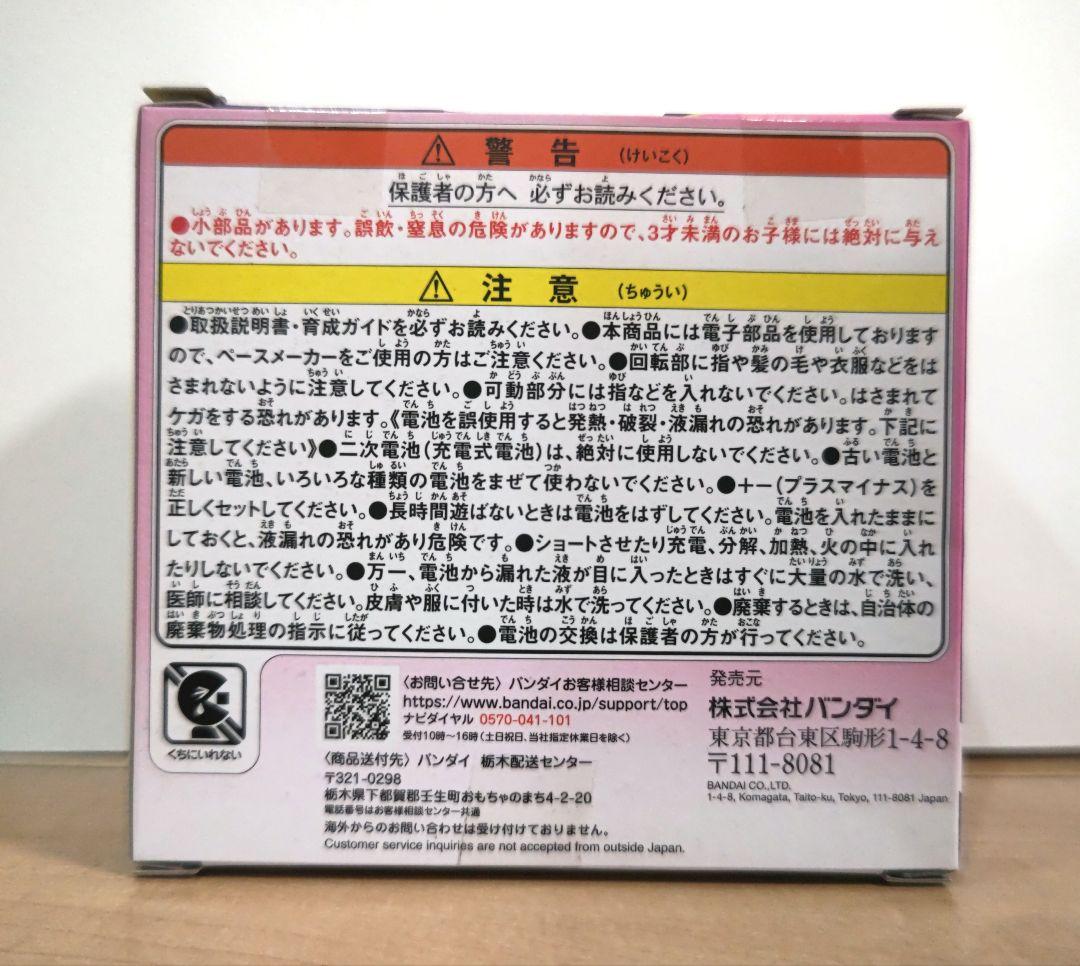 ⚠ 警告 (けいこく)
保護者の方へ 必ずお読みください。
●小部品があります。誤飲・窒息の危険がありますので、3才未満のお子様には絶対に与え
ないでください。
⚠ 注意 (ちゅうい)
●取扱説明書・育成ガイドを必ずお読みください。●本商品には電子部品を使用しております
ので、ペースメーカーをご使用の方はご注意ください。●回転部に指や髪の毛や衣服などをは
さまれないように注意してください。●可動部分には指などを入れないでください。はさまれて
ケガをする恐れがあります。《電池を誤使用すると発熱・破裂・液漏れの恐れがあります。下記に
注意してください》●二次電池(充電式電池)は、絶対に使用しないでください。●古い電池と
新しい電池、いろいろな種類の電池をまぜて使わないでください。●+-(プラスマイナス)を
正しくセットしてください。●長時間遊ばないときは電池をはずしてください。電池を入れたままに
しておくと、液漏れの恐れがあり危険です。●ショートさせたり充電、分解、加熱、火の中に入れ
たりしないでください。●万一、電池から漏れた液が目に入ったときはすぐに大量の水で洗い、
医師に相談してください。皮膚や服に付いた時は水で洗ってください。●廃棄するときは、自治体の
廃棄物処理の指示に従ってください。●電池の交換は保護者の方が行ってください。
くちにいれない
〈お問い合せ先〉バンダイお客様相談センター
https://www.bandai.co.jp/support/top
ナビダイヤル 0570-041-101
受付10時〜16時(土日祝日、当社指定休業日を除く)
〈商品送付先〉バンダイ 栃木配送センター
〒321-0298
栃木県下都賀郡壬生町おもちゃのまち4-2-20
電話番号はお客様相談センター共通
海外からのお問い合わせは受け付けておりません。
Customer service inquiries are not accepted from outside Japan.
発売元
株式会社バンダイ
東京都台東区駒形1-4-8
〒111-8081
BANDAI CO.,LTD.
1-4-8, Komagata, Taito-ku, Tokyo, 111-8081 Japan